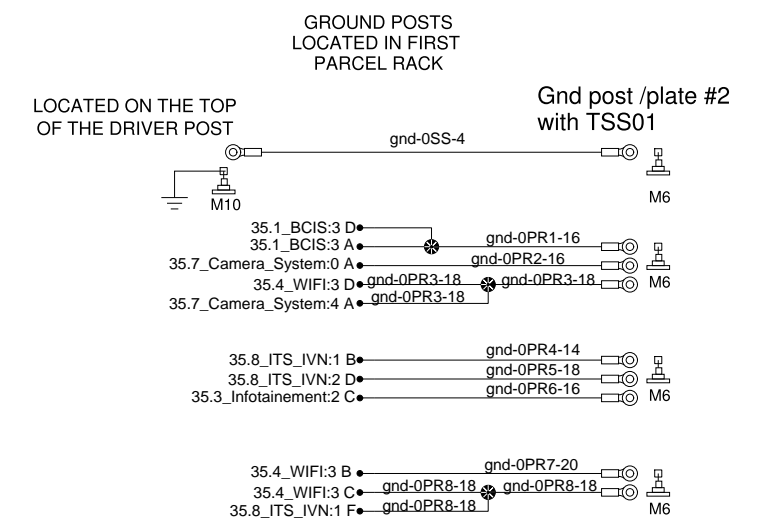 GROUND POSTS
LOCATED IN FIRST
PARCEL RACK
LOCATED ON THE TOP
OF THE DRIVER POST
Gnd post /plate #2
with TSS01
gnd-0SS-4
M10
M6
35.1_BCIS:3 D
35.1_BCIS:3 A
gnd-0PR1-16
35.7_Camera_System:0 A
gnd-0PR2-16
35.4_WIFI:3 D
gnd-0PR3-18
gnd-0PR3-18
M6
35.7_Camera_System:4 A
gnd-0PR3-18
35.8_ITS_IVN:1 B
gnd-0PR4-14
35.8_ITS_IVN:2 D
gnd-0PR5-18
35.3_Infotainement:2 C
gnd-0PR6-16
M6
35.4_WIFI:3 B
gnd-0PR7-20
35.4_WIFI:3 C
gnd-0PR8-18
gnd-0PR8-18
35.8_ITS_IVN:1 F
gnd-0PR8-18
M6